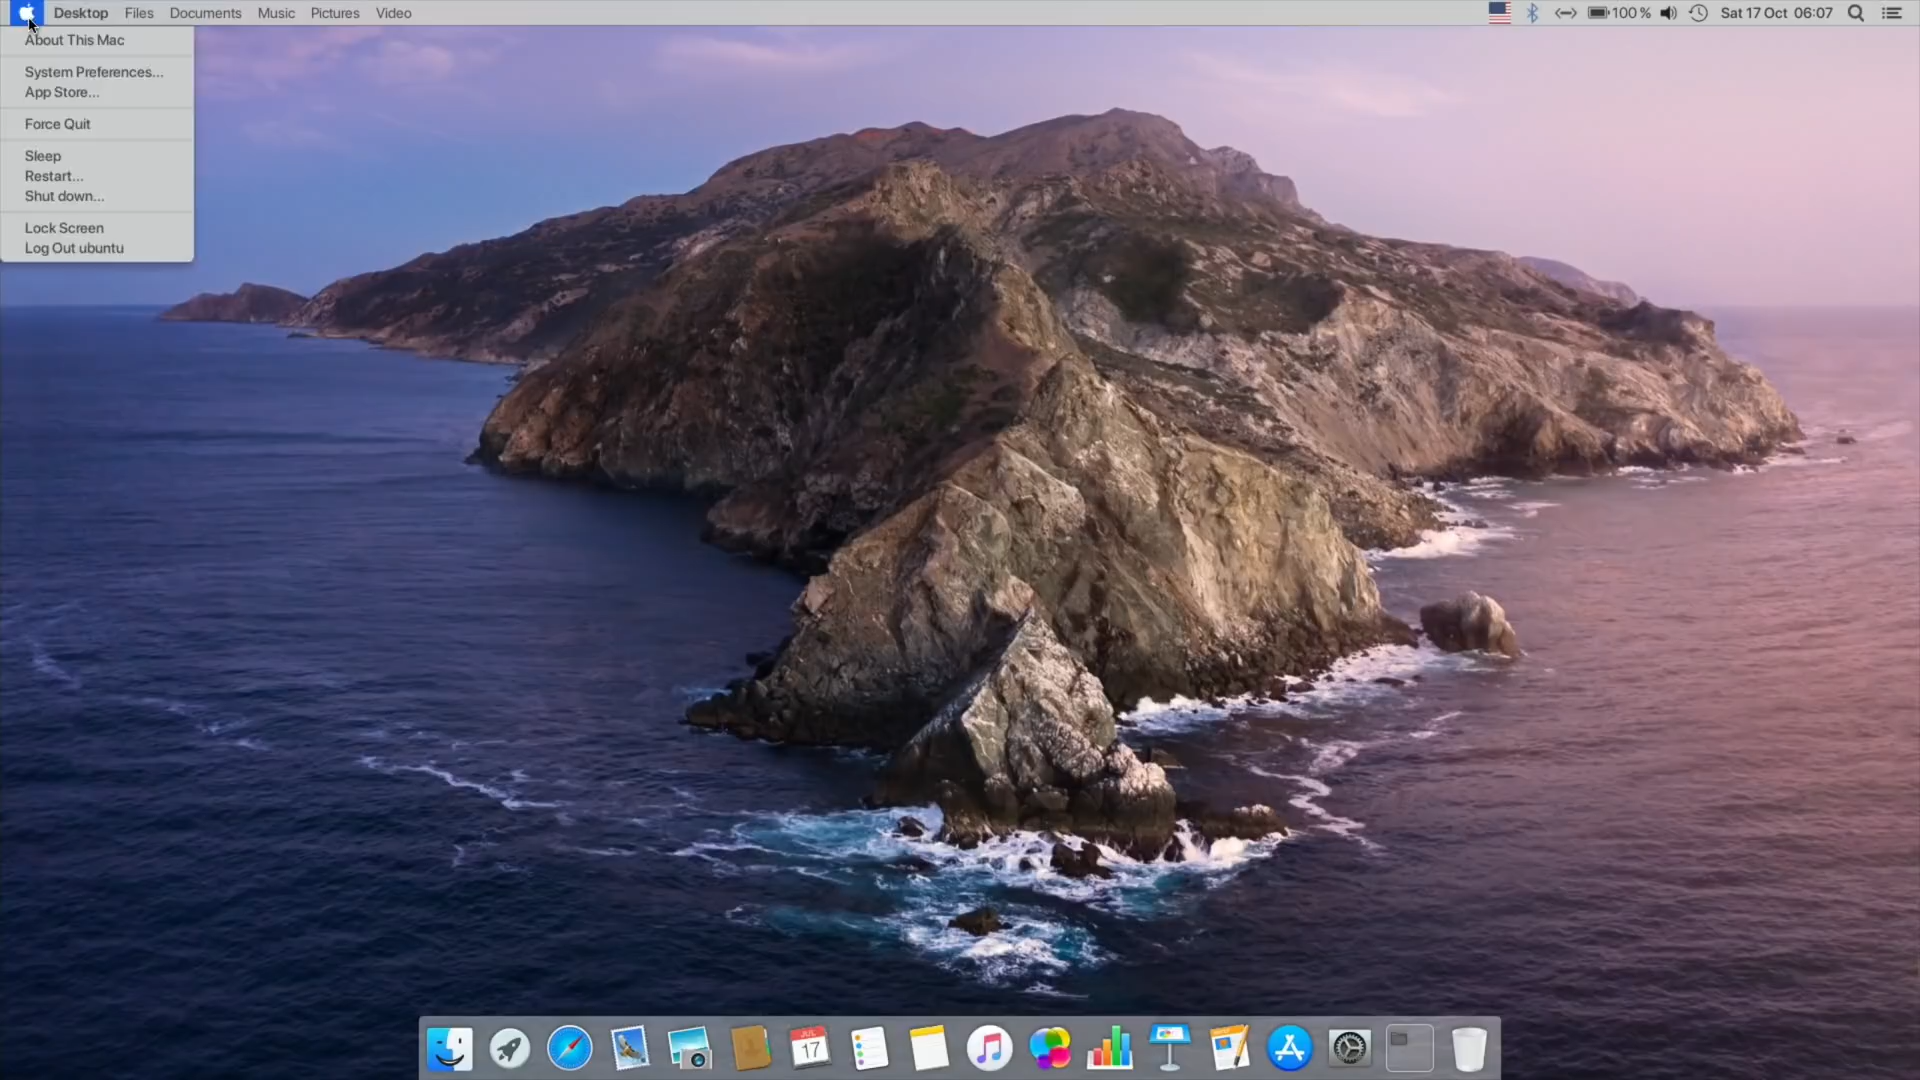 Desktop Files Documents Music Pictures Video 100 % Sat 17 Oct 06:07
About This Mac
System Preferences...
App Store...
Force Quit
Sleep
Restart...
Shut down...
Lock Screen
Log Out ubuntu
JUL
17